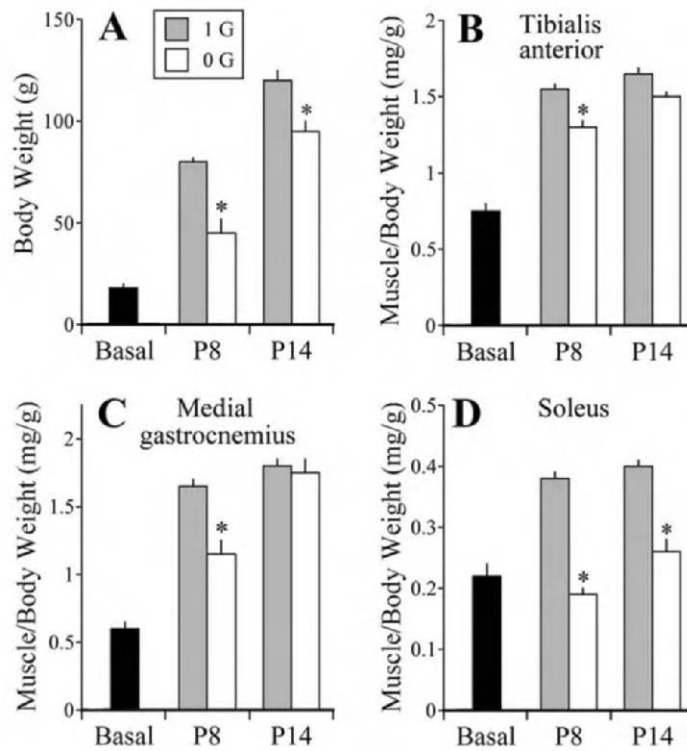 A
1 G
0 G
Body Weight (g)
150
100
50
0
*
*
Basal P8 P14
B
Tibialis
anterior
Muscle/Body Weight (mg/g)
2
1.5
1
0.5
0
*
Basal P8 P14
C
Medial
gastrocnemius
Muscle/Body Weight (mg/g)
2
1.5
1
0.5
0
*
Basal P8 P14
D
Soleus
Muscle/Body Weight (mg/g)
0.5
0.4
0.3
0.2
0.1
0
*
*
Basal P8 P14